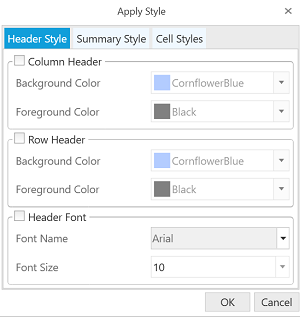 Apply Style
Header Style Summary Style Cell Styles
Column Header
Background Color CornflowerBlue
Foreground Color Black
Row Header
Background Color CornflowerBlue
Foreground Color Black
Header Font
Font Name Arial
Font Size 10
OK Cancel